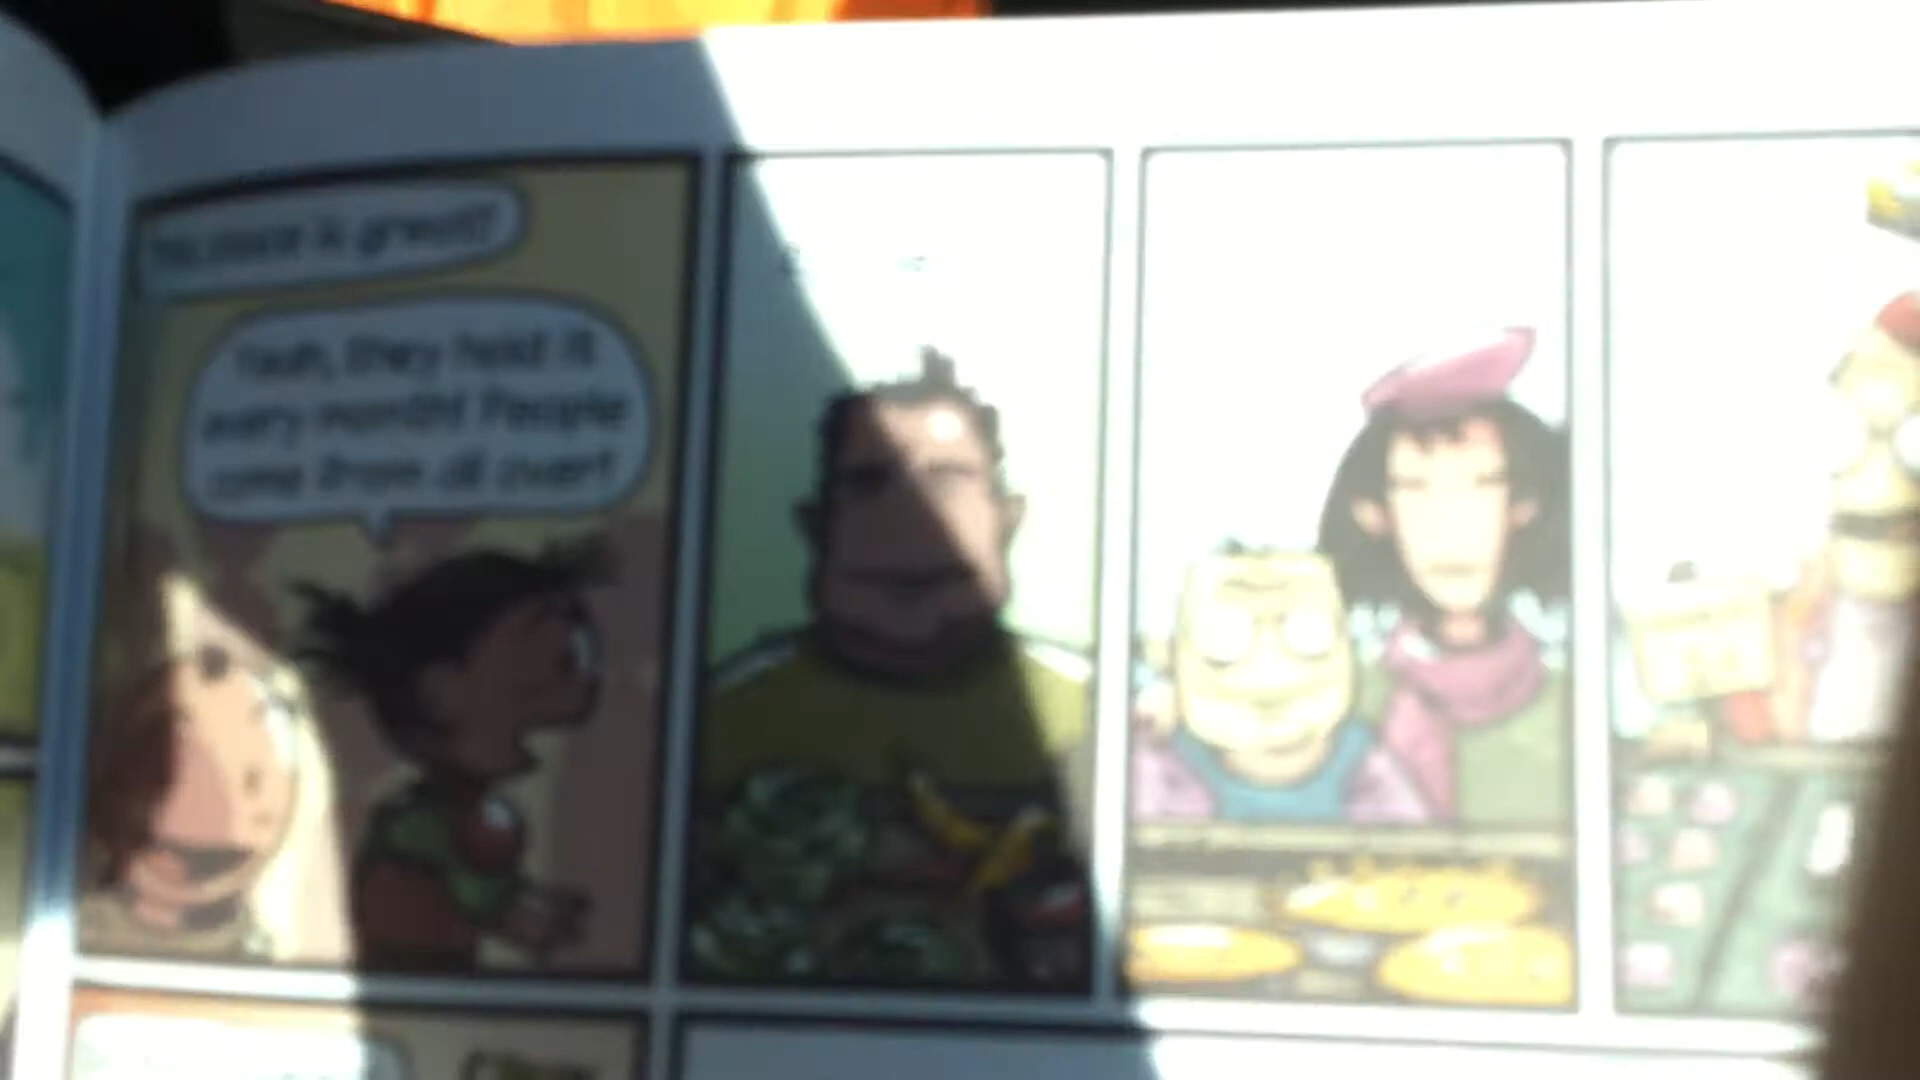 This place is great!
Yeah, they hold it
every month! People
come from all over!